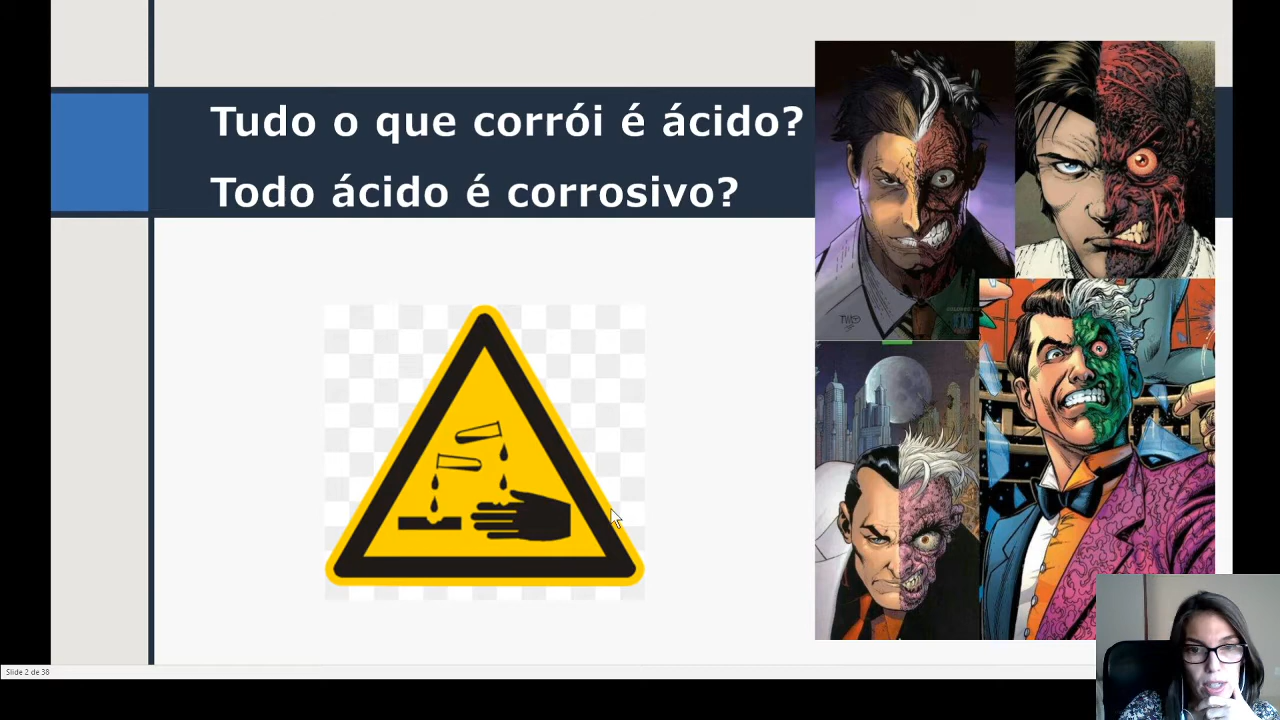 Tudo o que corrói é ácido?
Todo ácido é corrosivo?
Slide 2 de 38